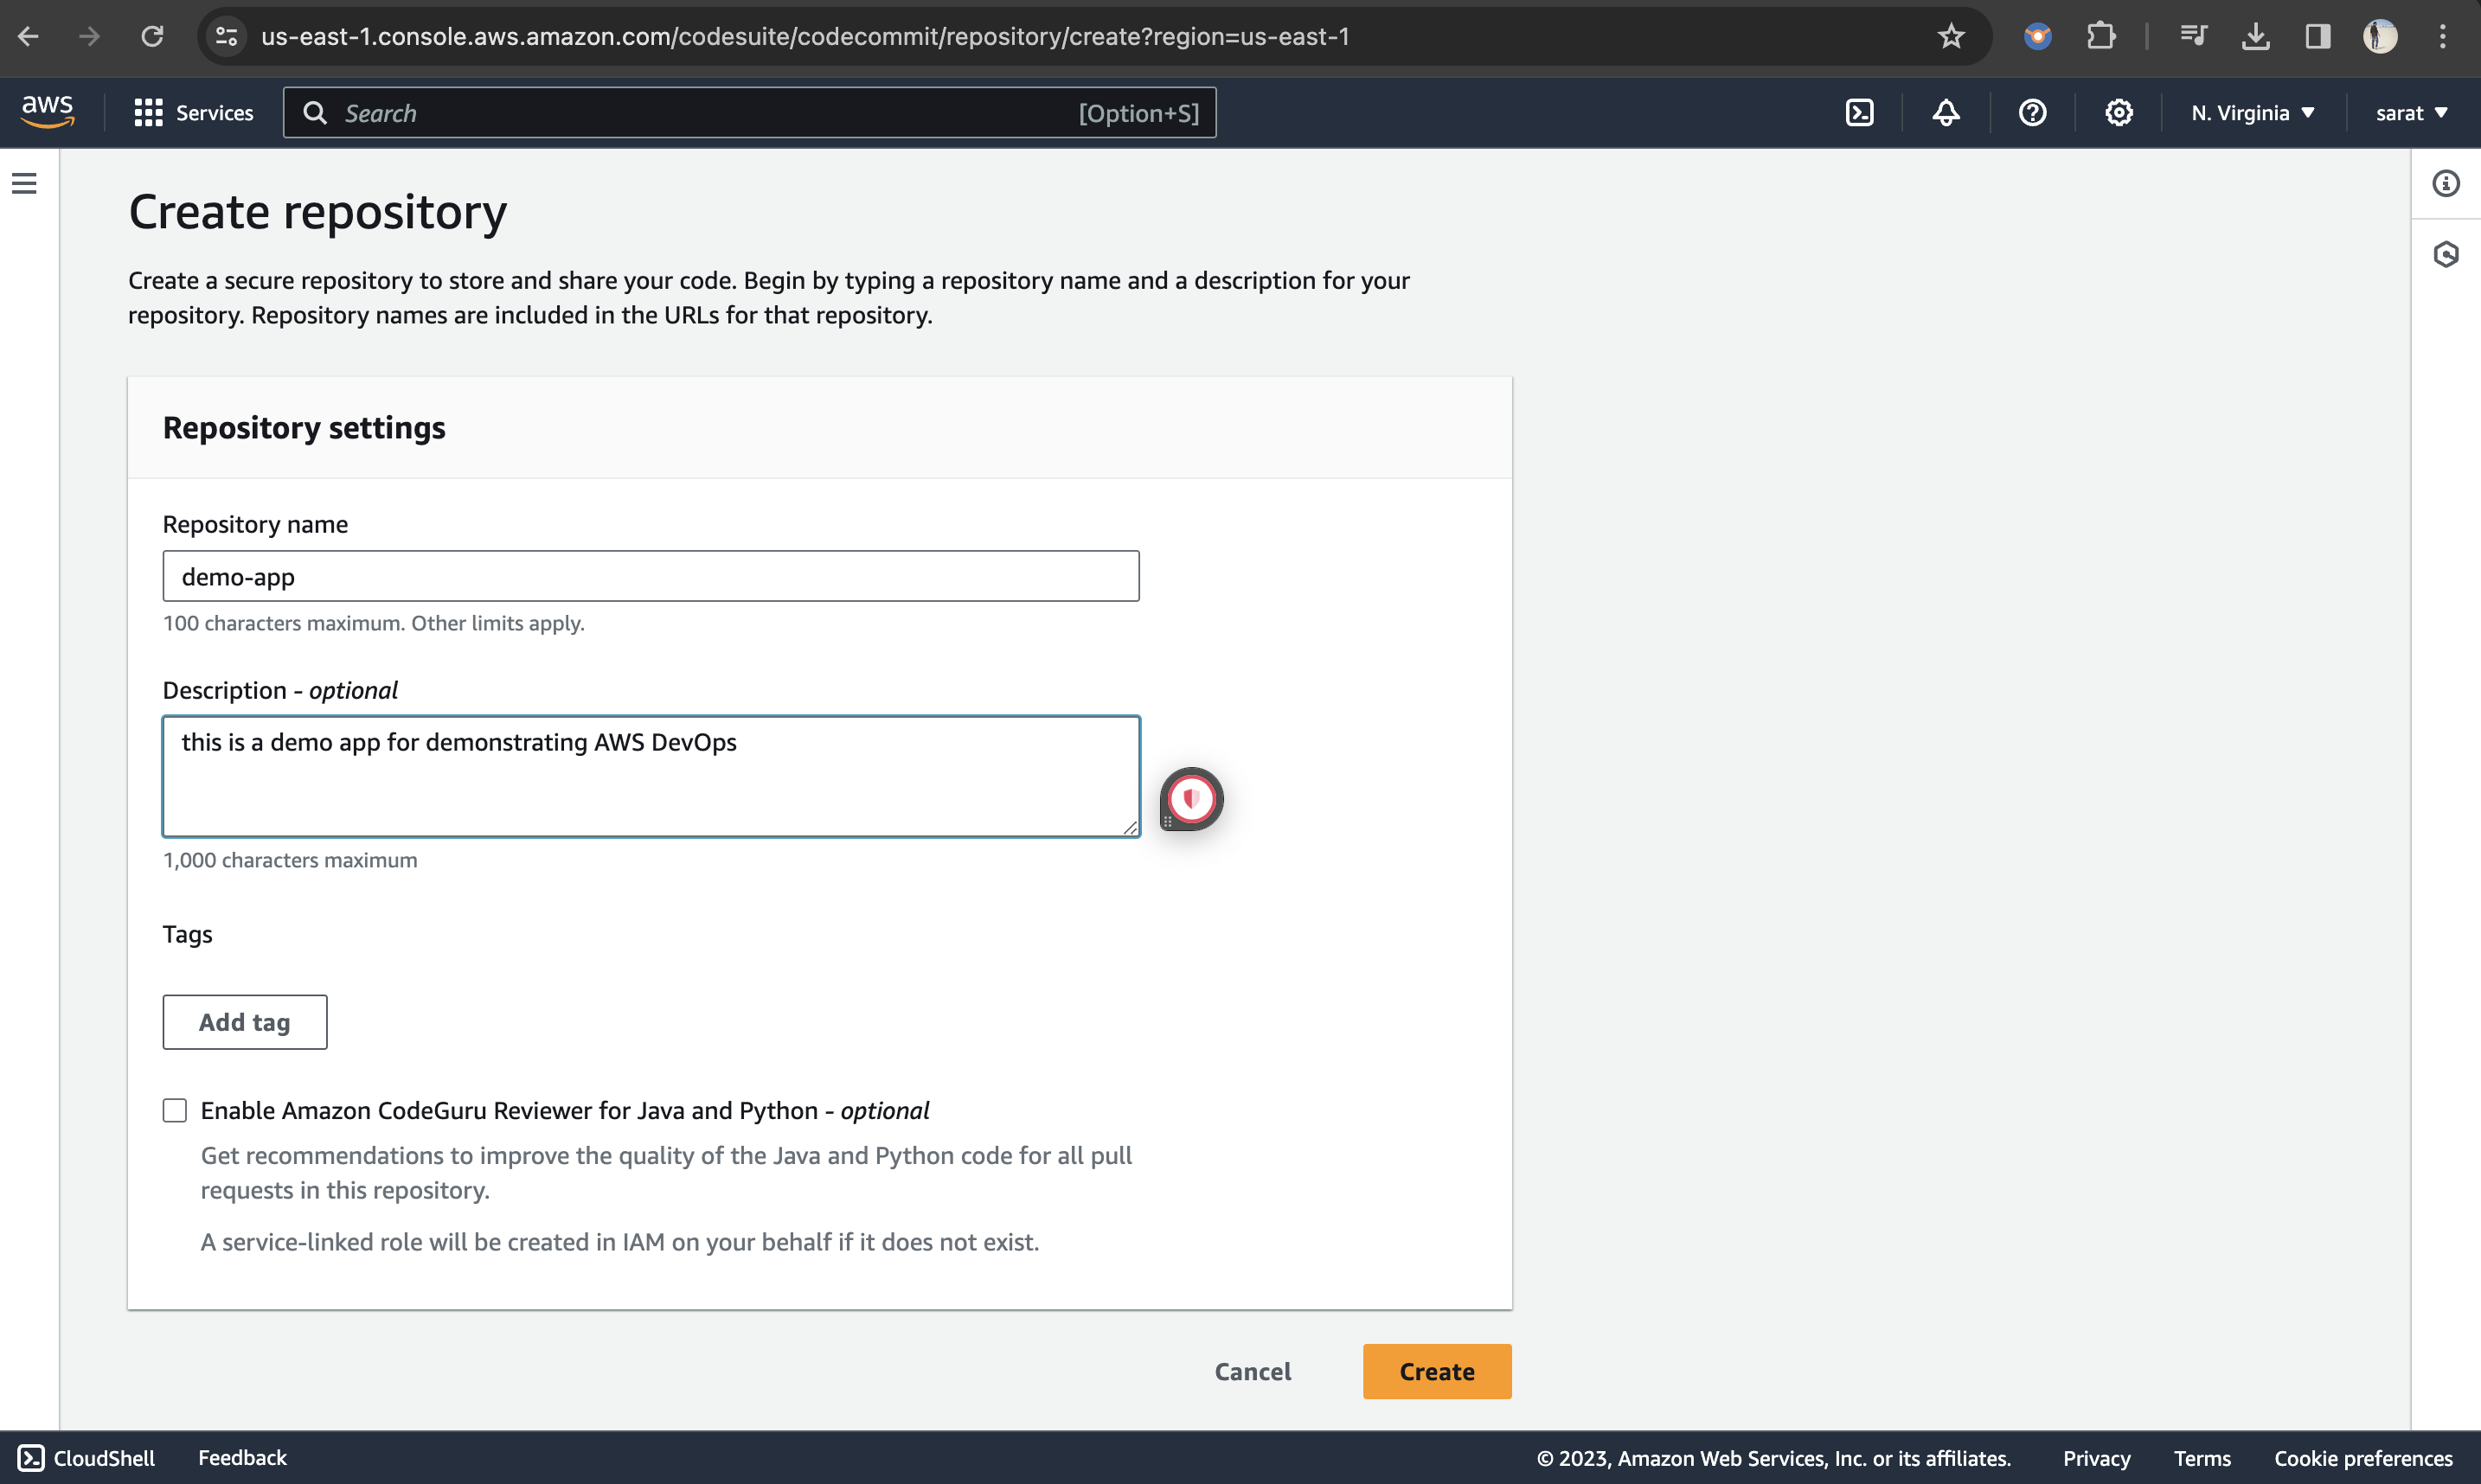 us-east-1.console.aws.amazon.com/codesuite/codecommit/repository/create?region=us-east-1
aws
Services
Search
[Option+S]
N. Virginia
sarat
Create repository
Create a secure repository to store and share your code. Begin by typing a repository name and a description for your
repository. Repository names are included in the URLs for that repository.
Repository settings
Repository name
demo-app
100 characters maximum. Other limits apply.
Description - optional
this is a demo app for demonstrating AWS DevOps
1,000 characters maximum
Tags
Add tag
Enable Amazon CodeGuru Reviewer for Java and Python - optional
Get recommendations to improve the quality of the Java and Python code for all pull
requests in this repository.
A service-linked role will be created in IAM on your behalf if it does not exist.
Cancel
Create
CloudShell
Feedback
© 2023, Amazon Web Services, Inc. or its affiliates.
Privacy
Terms
Cookie preferences